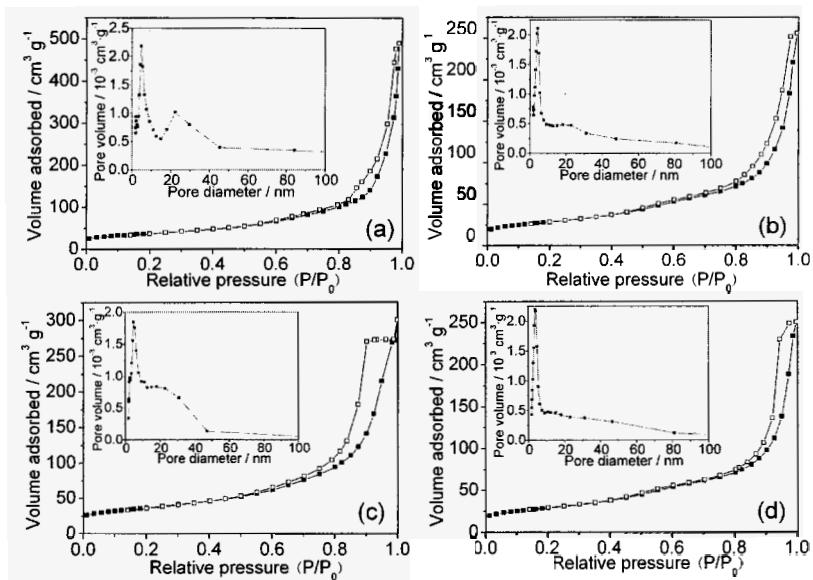 Volume adsorbed / cm³ g⁻¹
500
400
300
200
100
0
Pore volume / 10⁻³ cm³·g⁻¹
2.5
2.0
1.5
1.0
0.5
0.0
0 20 40 60 80 100
Pore diameter / nm
(a)
0.0 0.2 0.4 0.6 0.8 1.0
Relative pressure (P/P₀)
Volume adsorbed / cm³ g¹
250
200
150
100
50
0
Pore volume / 10⁻³ cm³·g⁻¹
2.0
1.5
1.0
0.5
0.0
0 20 40 60 80 100
Pore diameter / nm
(b)
0.0 0.2 0.4 0.6 0.8 1.0
Relative pressure (P/P₀)
Volume adsorbed / cm³ g⁻¹
300
250
200
150
100
50
0
Pore volume / 10⁻³ cm³·g⁻¹
2.0
1.5
1.0
0.5
0.0
0 20 40 60 80 100
Pore diameter / nm
(c)
0.0 0.2 0.4 0.6 0.8 1.0
Relative pressure (P/P₀)
Volume adsorbed / cm³ g⁻¹
250
200
150
100
50
0
Pore volume / 10⁻³ cm³·g⁻¹
2.0
1.5
1.0
0.5
0.0
0 20 40 60 80 100
Pore diameter / nm
(d)
0.0 0.2 0.4 0.6 0.8 1.0
Relative pressure (P/P₀)